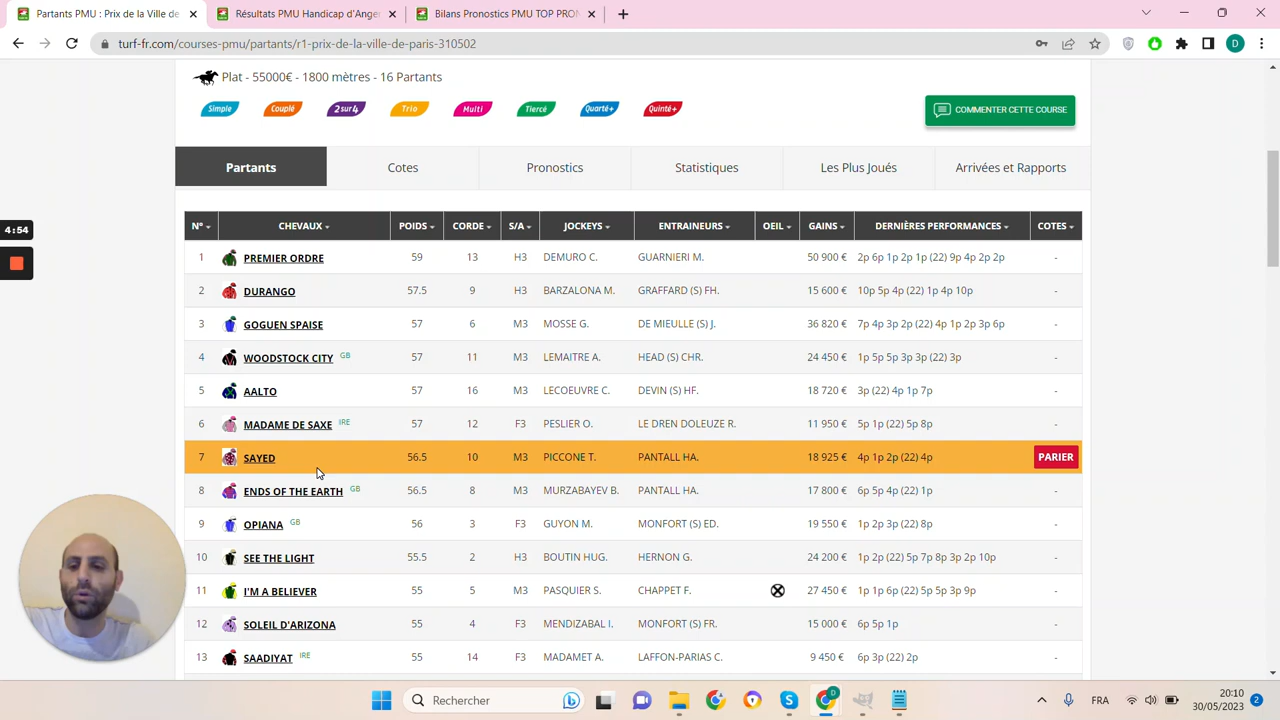 Partants PMU : Prix de la Ville de
Résultats PMU Handicap d'Anger
Bilans Pronostics PMU TOP PRON
turf-fr.com/courses-pmu/partants/r1-prix-de-la-ville-de-paris-310502
D
Plat - 55000€ - 1800 mètres - 16 Partants
Simple Couplé 2sur4 Trio Multi Tiercé Quarté+ Quinté+
COMMENTER CETTE COURSE
Partants Cotes Pronostics Statistiques Les Plus Joués Arrivées et Rapports
4:54
N° CHEVAUX POIDS CORDE S/A JOCKEYS ENTRAINEURS OEIL GAINS DERNIÈRES PERFORMANCES COTES
1 PREMIER ORDRE 59 13 H3 DEMURO C. GUARNIERI M. 50 900 € 2p 6p 1p 2p 1p (22) 9p 4p 2p 2p -
2 DURANGO 57.5 9 H3 BARZALONA M. GRAFFARD (S) FH. 15 600 € 10p 5p 4p (22) 1p 4p 10p -
3 GOGUEN SPAISE 57 6 M3 MOSSE G. DE MIEULLE (S) J. 36 820 € 7p 4p 3p 2p (22) 4p 1p 2p 3p 6p -
4 WOODSTOCK CITY GB 57 11 M3 LEMAITRE A. HEAD (S) CHR. 24 450 € 1p 5p 5p 3p 3p (22) 3p -
5 AALTO 57 16 M3 LECOEUVRE C. DEVIN (S) HF. 18 720 € 3p (22) 4p 1p 7p -
6 MADAME DE SAXE IRE 57 12 F3 PESLIER O. LE DREN DOLEUZE R. 11 950 € 5p 1p (22) 5p 8p -
7 SAYED 56.5 10 M3 PICCONE T. PANTALL HA. 18 925 € 4p 1p 2p (22) 4p PARIER
8 ENDS OF THE EARTH GB 56.5 8 M3 MURZABAYEV B. PANTALL HA. 17 800 € 6p 5p 4p (22) 1p -
9 OPIANA GB 56 3 F3 GUYON M. MONFORT (S) ED. 19 550 € 1p 2p 3p (22) 8p -
10 SEE THE LIGHT 55.5 2 H3 BOUTIN HUG. HERNON G. 24 200 € 1p 2p (22) 5p 7p 8p 3p 2p 10p -
11 I'M A BELIEVER 55 5 M3 PASQUIER S. CHAPPET F. 27 450 € 1p 1p 6p (22) 5p 5p 3p 9p -
12 SOLEIL D'ARIZONA 55 4 F3 MENDIZABAL I. MONFORT (S) FR. 15 000 € 6p 5p 1p -
13 SAADIYAT IRE 55 14 F3 MADAMET A. LAFFON-PARIAS C. 9 450 € 6p 3p (22) 2p -
Rechercher
FRA
20:10
30/05/2023
2